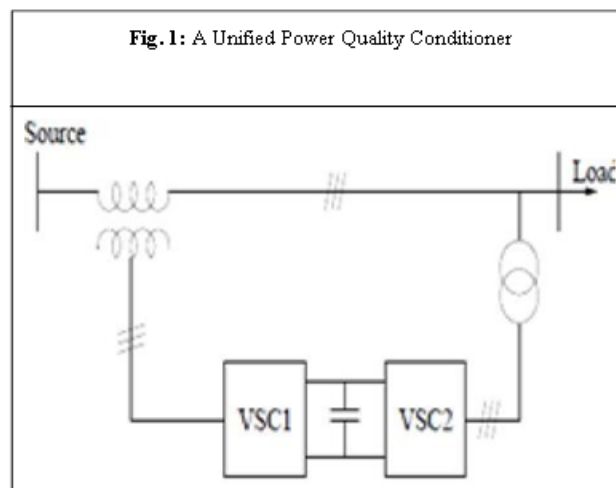 Fig. 1: A Unified Power Quality Conditioner
Source
Load
VSC1
VSC2